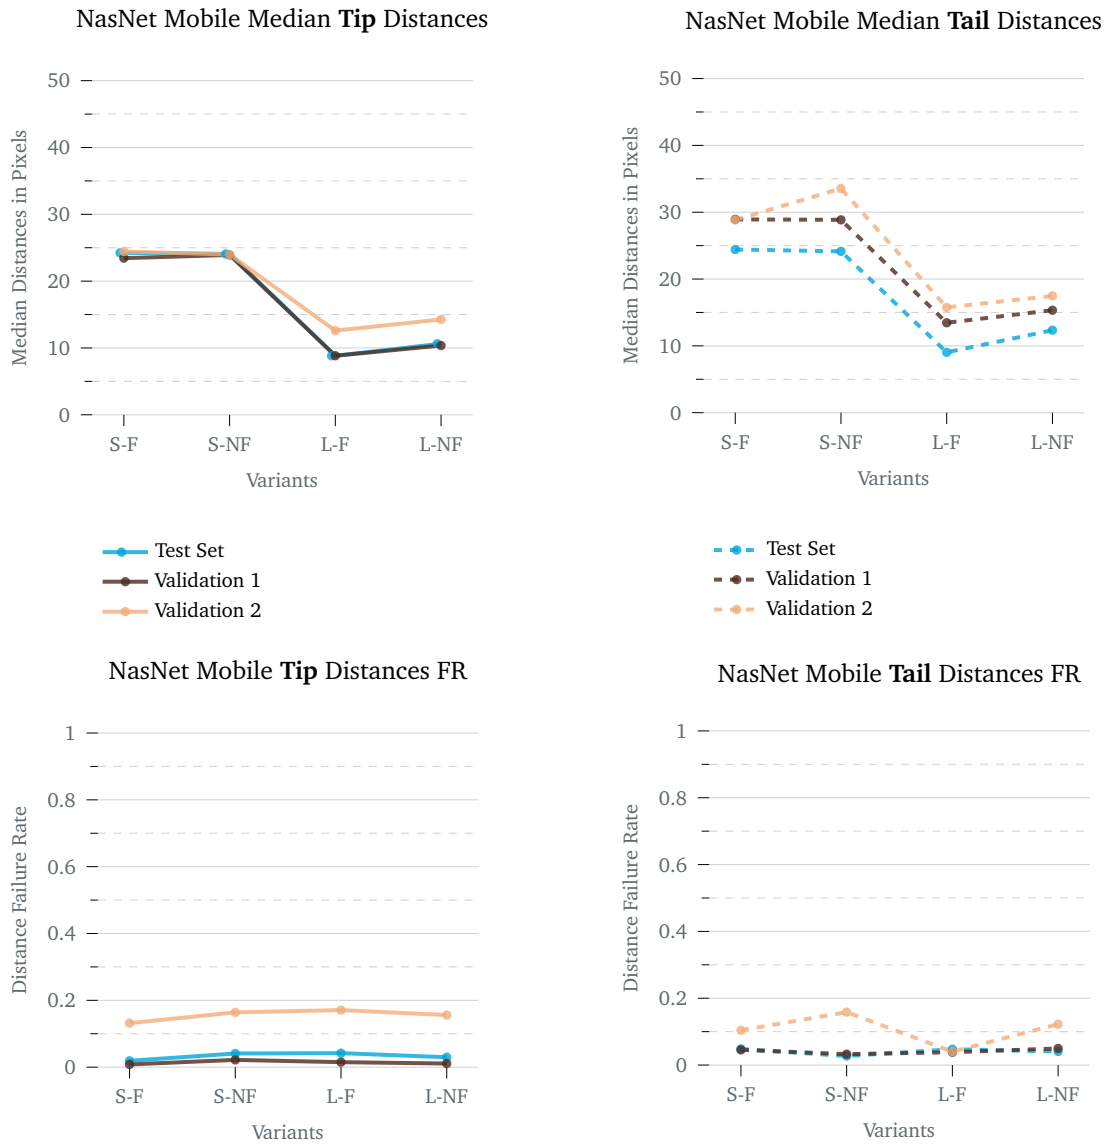 NasNet Mobile Median Tip Distances
50
40
30
20
10
0
Median Distances in Pixels
S-F S-NF L-F L-NF
Variants
Test Set
Validation 1
Validation 2
NasNet Mobile Median Tail Distances
50
40
30
20
10
0
Median Distances in Pixels
S-F S-NF L-F L-NF
Variants
Test Set
Validation 1
Validation 2
NasNet Mobile Tip Distances FR
1
0.8
0.6
0.4
0.2
0
Distance Failure Rate
S-F S-NF L-F L-NF
Variants
NasNet Mobile Tail Distances FR
1
0.8
0.6
0.4
0.2
0
Distance Failure Rate
S-F S-NF L-F L-NF
Variants